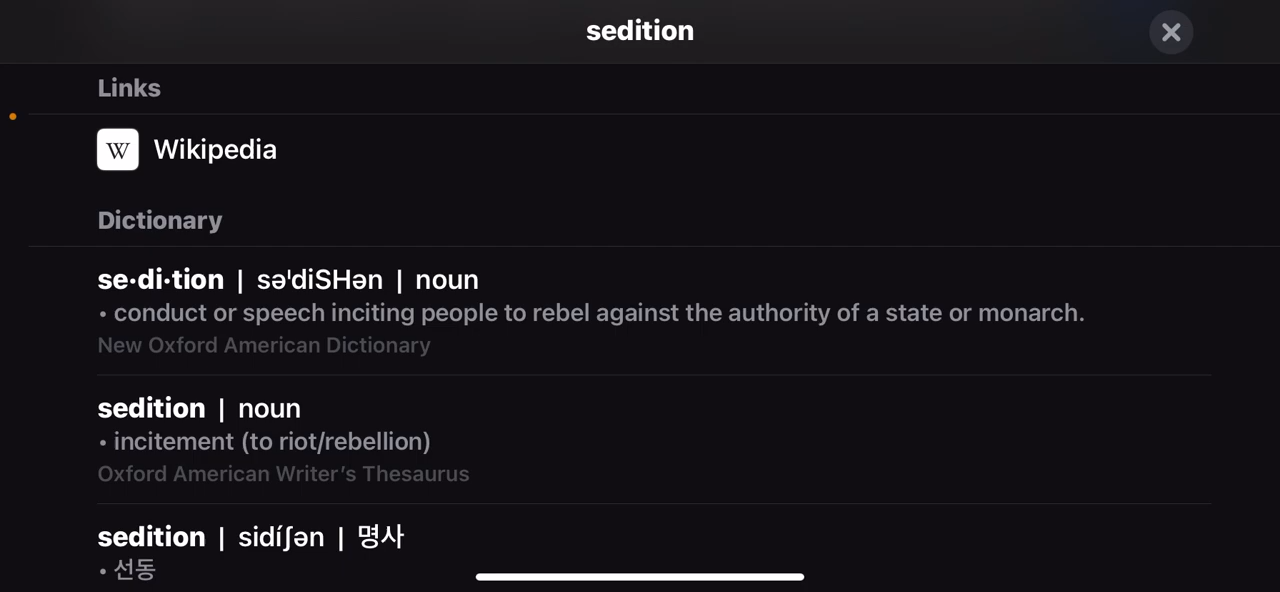 sedition
Links
W Wikipedia
Dictionary
se·di·tion | səˈdiSHən | noun
• conduct or speech inciting people to rebel against the authority of a state or monarch.
New Oxford American Dictionary
sedition | noun
• incitement (to riot/rebellion)
Oxford American Writer’s Thesaurus
sedition | sidíʃən | 명사
• 선동